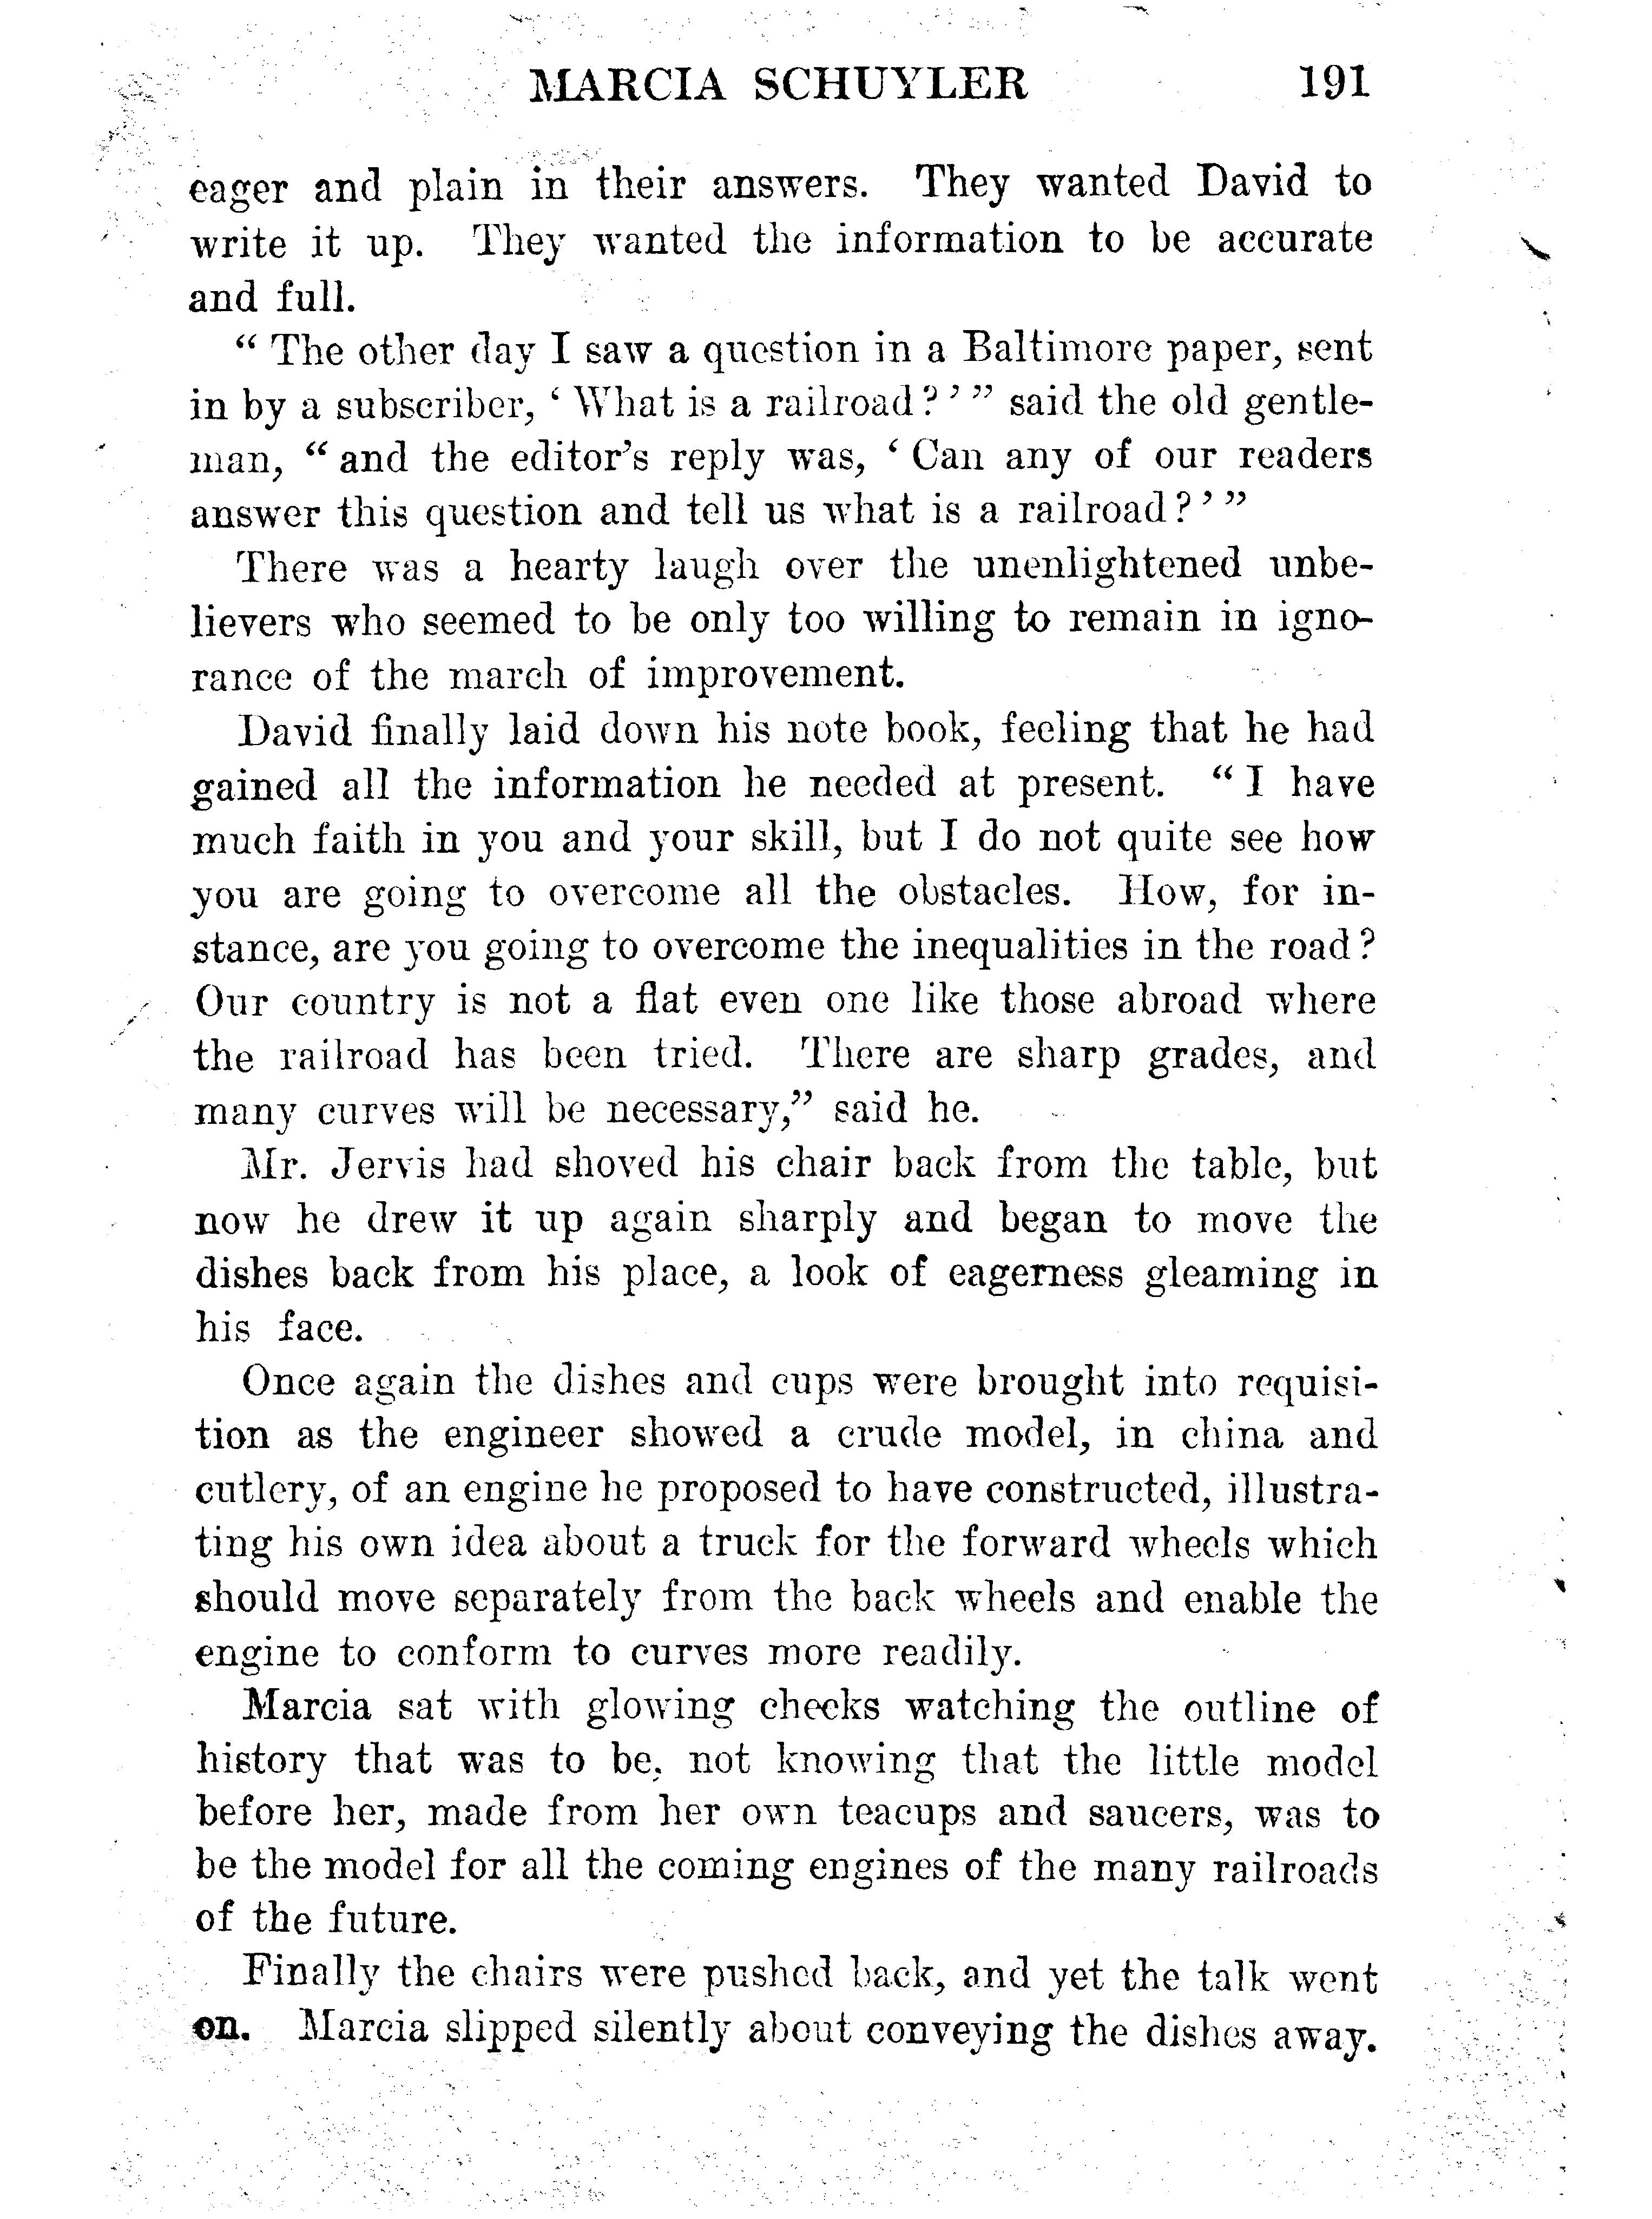 MARCIA SCHUYLER 191
eager and plain in their answers. They wanted David to
write it up. They wanted the information to be accurate
and full.
“ The other day I saw a question in a Baltimore paper, sent
in by a subscriber, ‘ What is a railroad ? ’ ” said the old gentle-
man, “ and the editor’s reply was, ‘ Can any of our readers
answer this question and tell us what is a railroad ? ’ ”
There was a hearty laugh over the unenlightened unbe-
lievers who seemed to be only too willing to remain in igno-
rance of the march of improvement.
David finally laid down his note book, feeling that he had
gained all the information he needed at present. “ I have
much faith in you and your skill, but I do not quite see how
you are going to overcome all the obstacles. How, for in-
stance, are you going to overcome the inequalities in the road ?
Our country is not a flat even one like those abroad where
the railroad has been tried. There are sharp grades, and
many curves will be necessary,” said he.
Mr. Jervis had shoved his chair back from the table, but
now he drew it up again sharply and began to move the
dishes back from his place, a look of eagerness gleaming in
his face.
Once again the dishes and cups were brought into requisi-
tion as the engineer showed a crude model, in china and
cutlery, of an engine he proposed to have constructed, illustra-
ting his own idea about a truck for the forward wheels which
should move separately from the back wheels and enable the
engine to conform to curves more readily.
Marcia sat with glowing cheeks watching the outline of
history that was to be, not knowing that the little model
before her, made from her own teacups and saucers, was to
be the model for all the coming engines of the many railroads
of the future.
Finally the chairs were pushed back, and yet the talk went
on. Marcia slipped silently about conveying the dishes away.